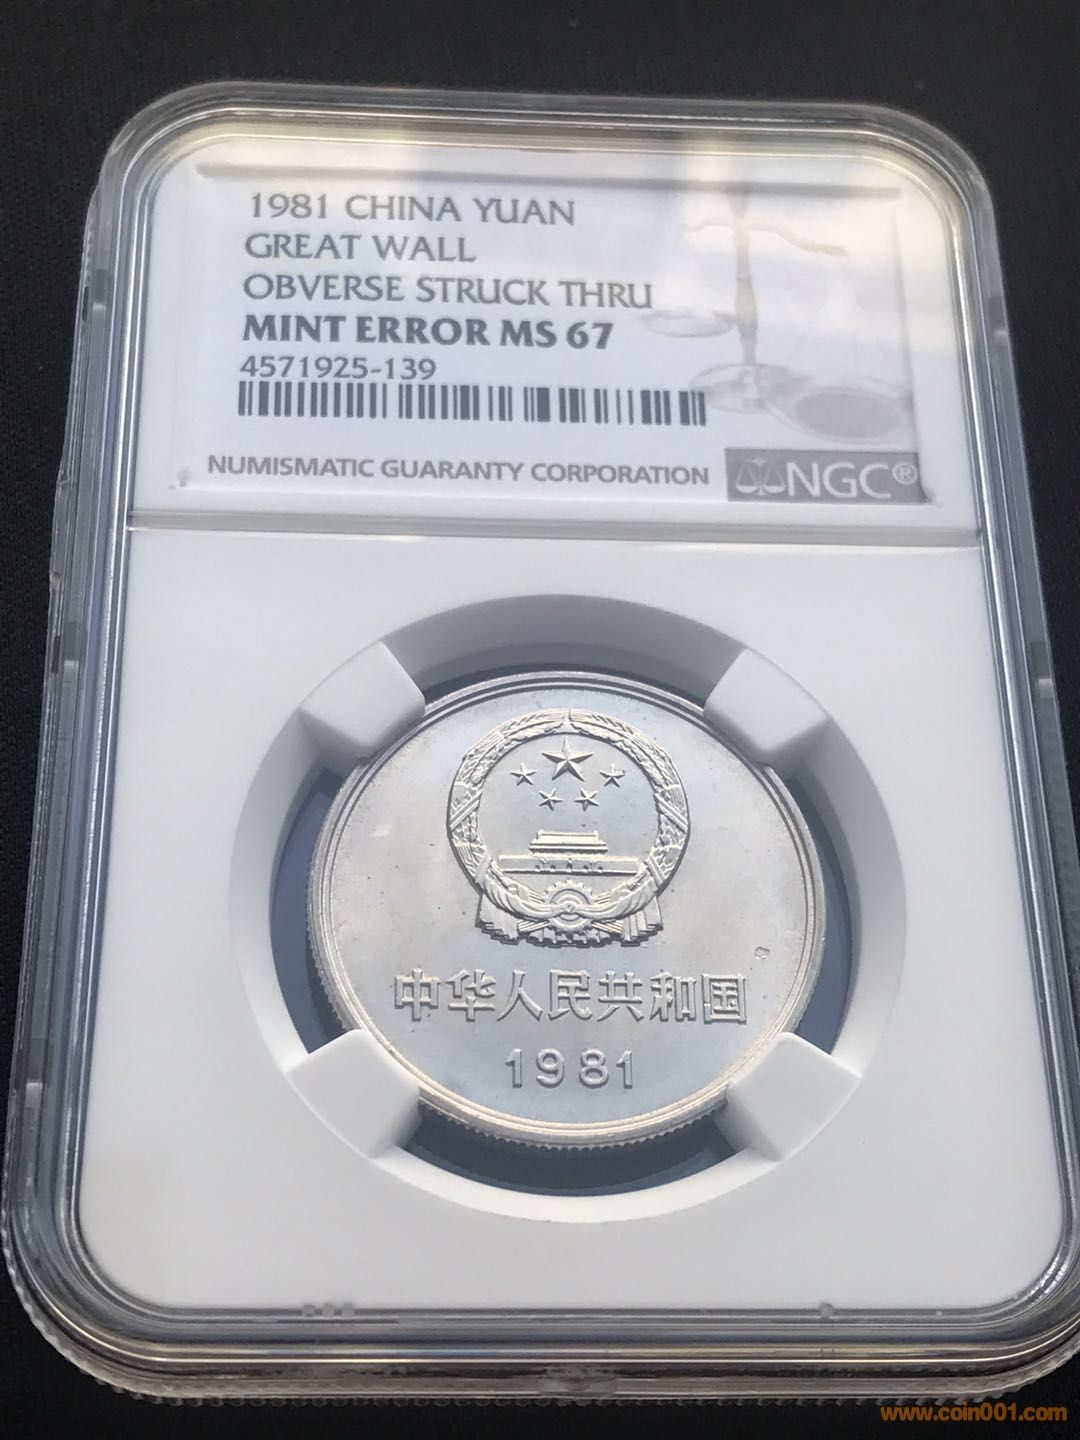 1981 CHINA YUAN
GREAT WALL
OBVERSE STRUCK THRU
MINT ERROR MS 67
4571925-139
NUMISMATIC GUARANTY CORPORATION
NGC®
中华人民共和国
1981
www.coin001.com